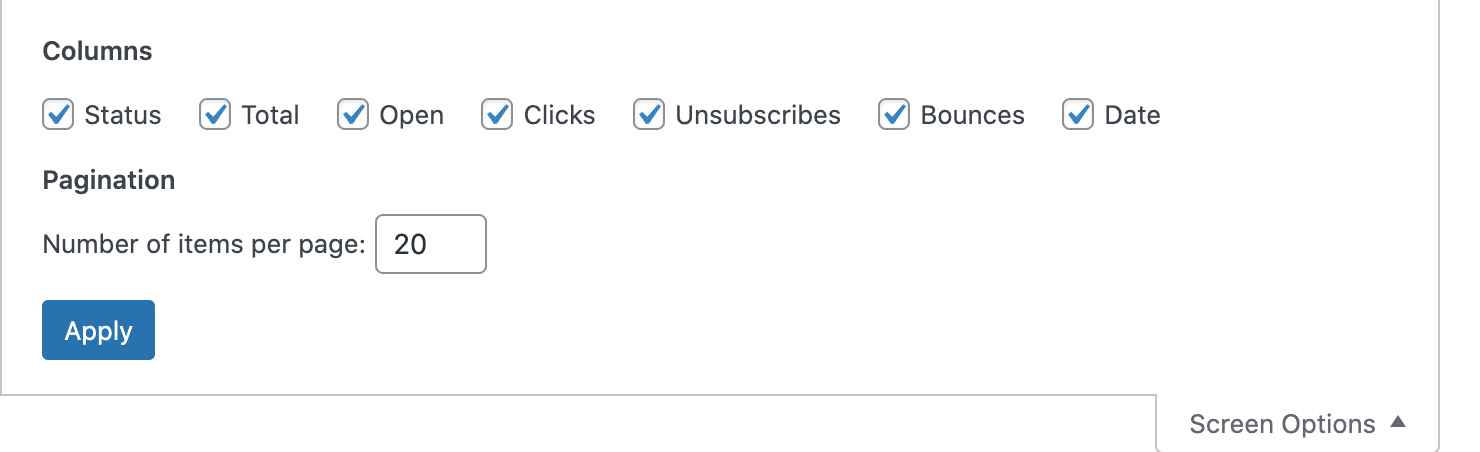 Columns
Status Total Open Clicks Unsubscribes Bounces Date
Pagination
Number of items per page: 20
Apply
Screen Options